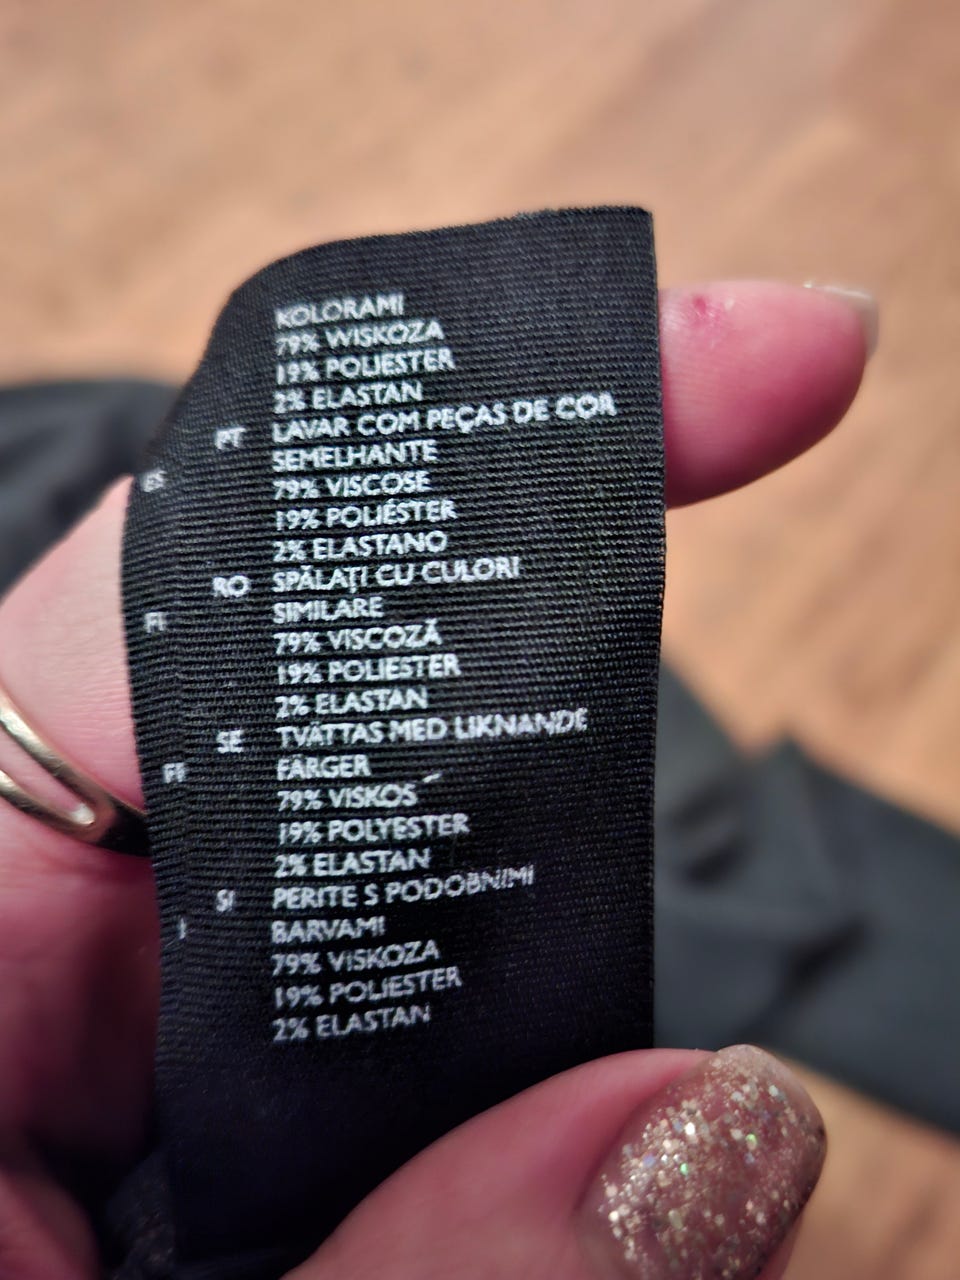 KOLORAMI
79% WISKOZA
19% POLIESTER
2% ELASTAN
PT LAVAR COM PEÇAS DE COR
SEMELHANTE
79% VISCOSE
19% POLIÉSTER
2% ELASTANO
RO SPĂLAȚI CU CULORI
SIMILARE
79% VISCOZĂ
19% POLIESTER
2% ELASTAN
SE TVÄTTAS MED LIKNANDE
FÄRGER
79% VISKOS
19% POLYESTER
2% ELASTAN
SI PERITE S PODOBNIMI
BARVAMI
79% VISKOZA
19% POLIESTER
2% ELASTAN
ES
FI